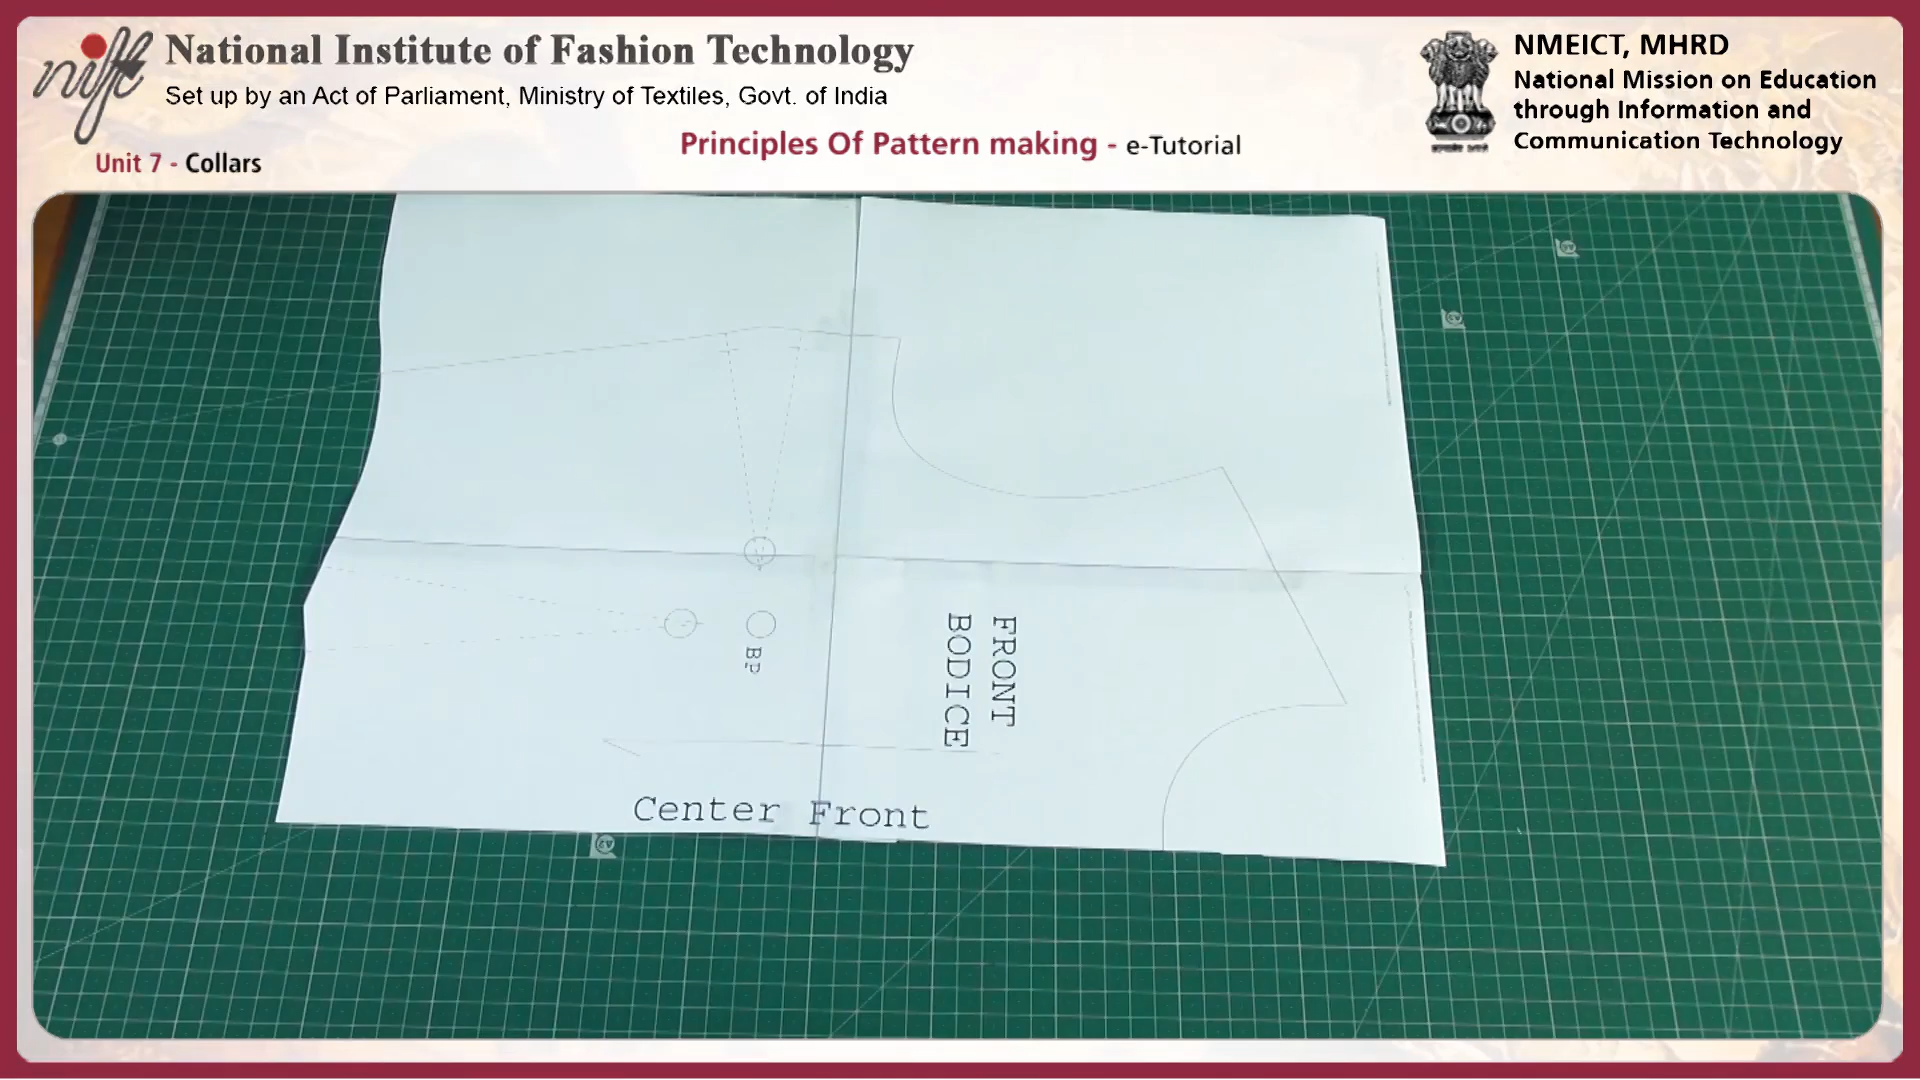 nift
National Institute of Fashion Technology
Set up by an Act of Parliament, Ministry of Textiles, Govt. of India
Principles Of Pattern making - e-Tutorial
Unit 7 - Collars
NMEICT, MHRD
National Mission on Education
through Information and
Communication Technology
FRONT
BODICE
BP
Center Front
A2